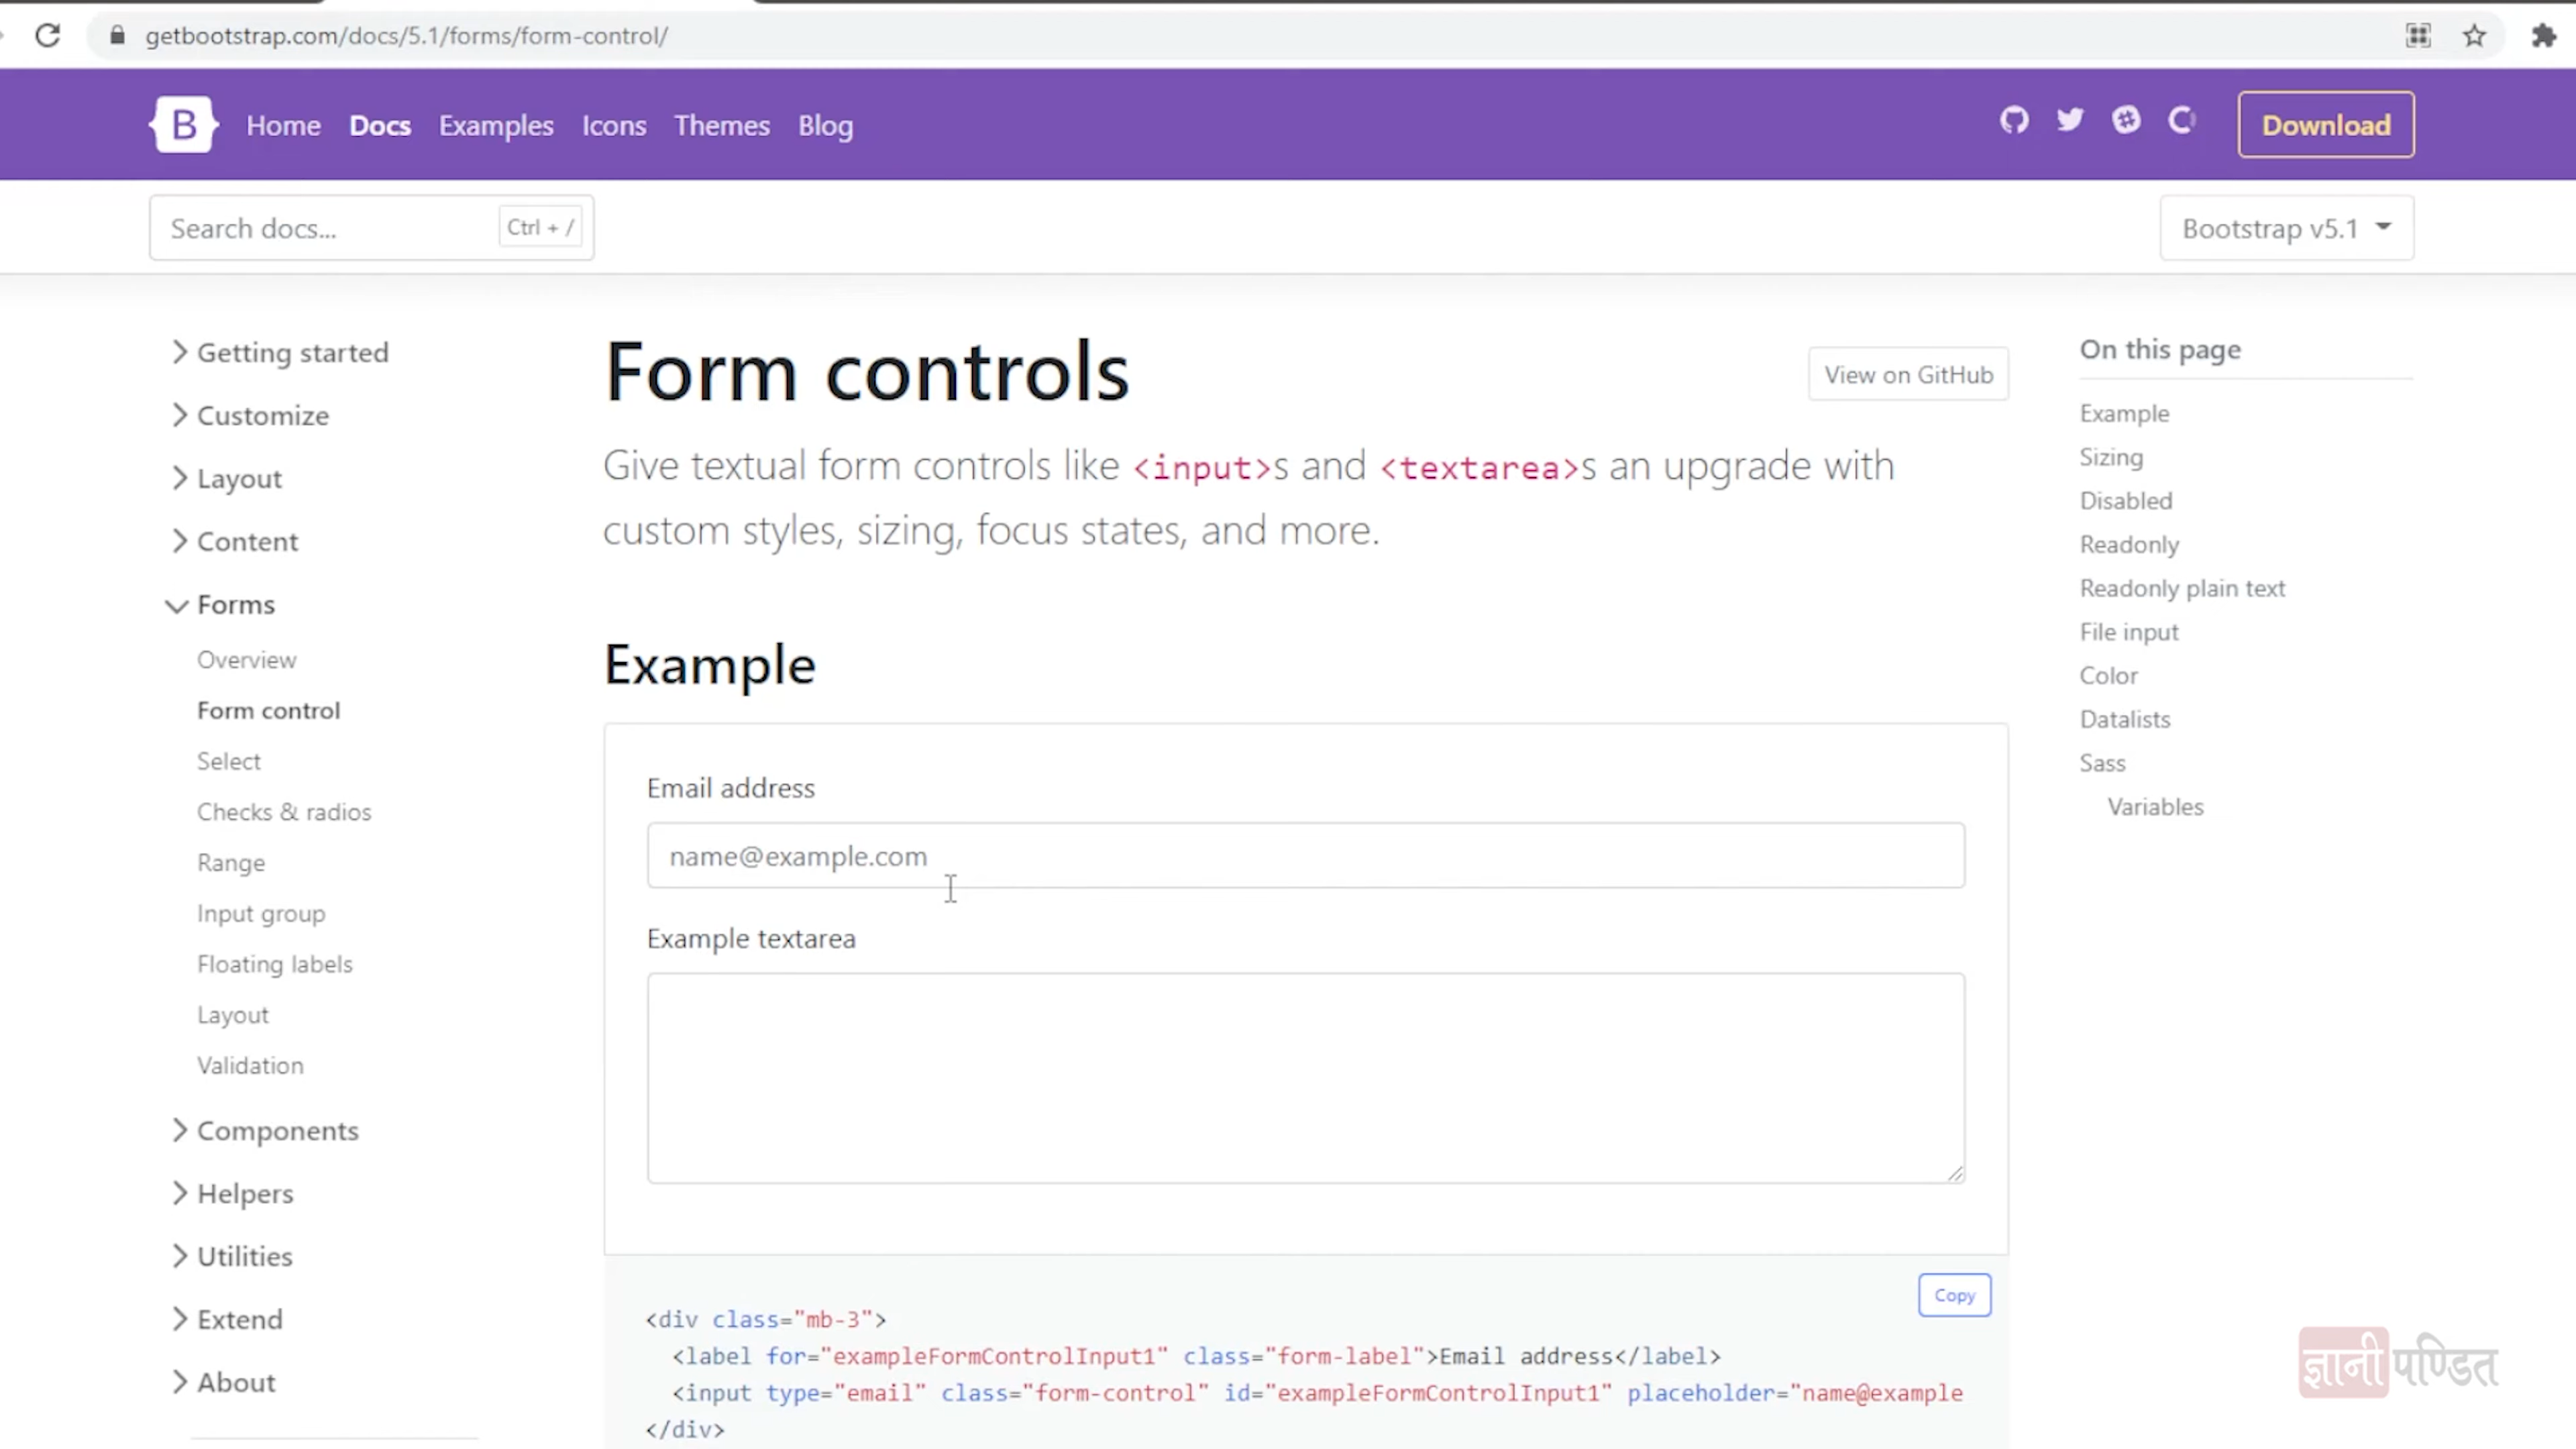 getbootstrap.com/docs/5.1/forms/form-control/
B Home Docs Examples Icons Themes Blog Download
Search docs... Ctrl + / Bootstrap v5.1
Getting started
Customize
Layout
Content
Forms
Overview
Form control
Select
Checks & radios
Range
Input group
Floating labels
Layout
Validation
Components
Helpers
Utilities
Extend
About
Form controls
View on GitHub
Give textual form controls like <input>s and <textarea>s an upgrade with
custom styles, sizing, focus states, and more.
Example
Email address
name@example.com
Example textarea
Copy
<div class="mb-3">
<label for="exampleFormControlInput1" class="form-label">Email address</label>
<input type="email" class="form-control" id="exampleFormControlInput1" placeholder="name@example
</div>
On this page
Example
Sizing
Disabled
Readonly
Readonly plain text
File input
Color
Datalists
Sass
Variables
ज्ञानी पण्डित